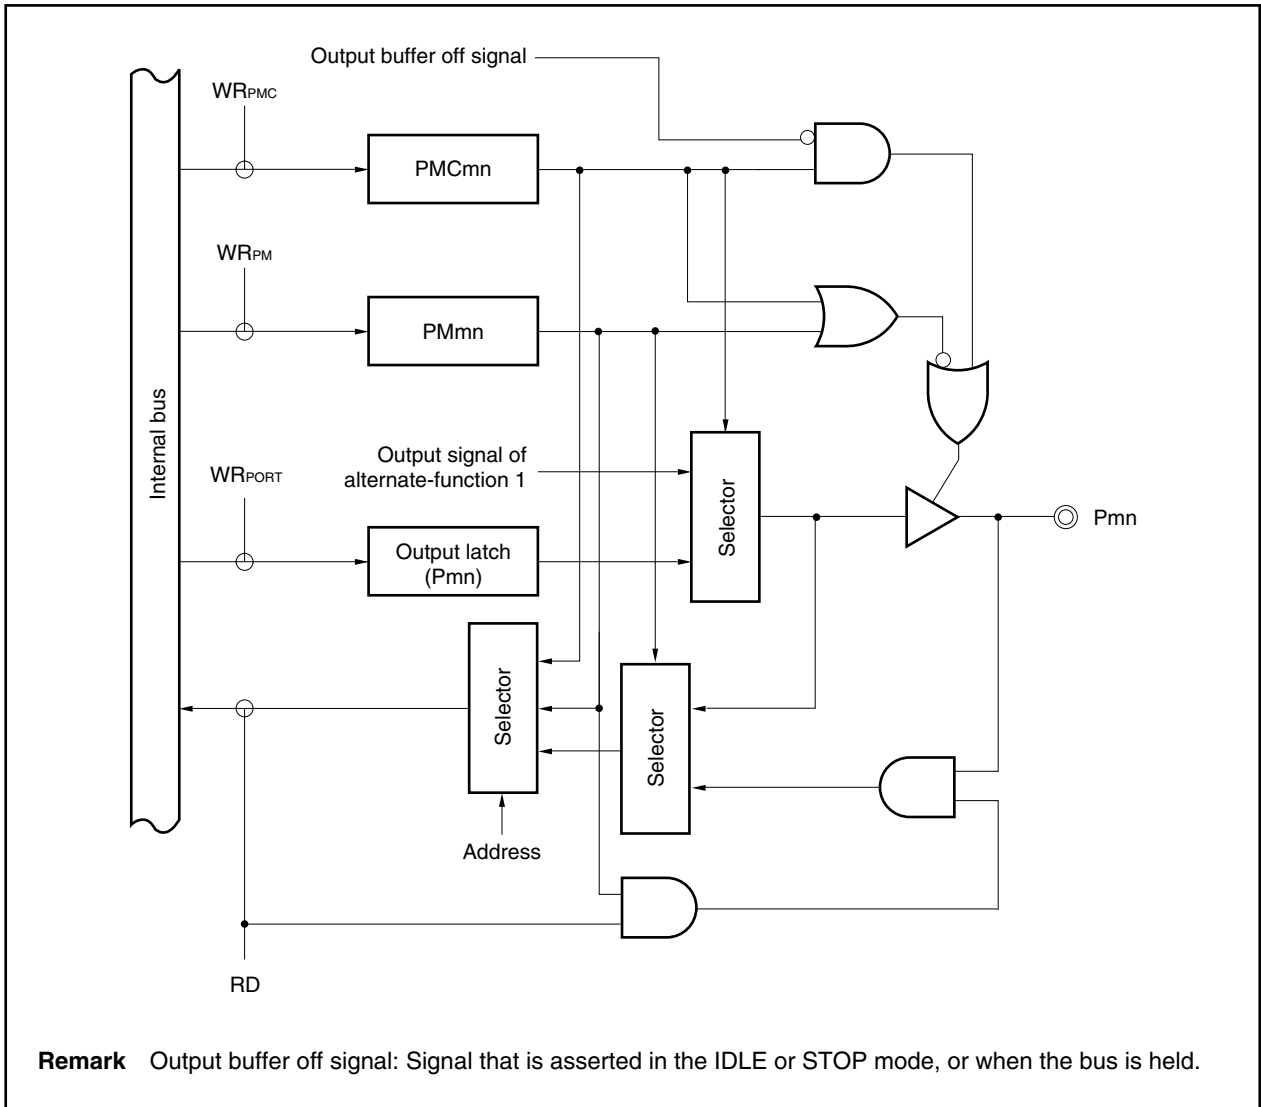 Output buffer off signal
WRPMC
PMCmn
WRPM
PMmn
Internal bus
Output signal of
alternate-function 1
WRPORT
Output latch
(Pmn)
Selector
Pmn
Selector
Selector
Address
RD
Remark Output buffer off signal: Signal that is asserted in the IDLE or STOP mode, or when the bus is held.